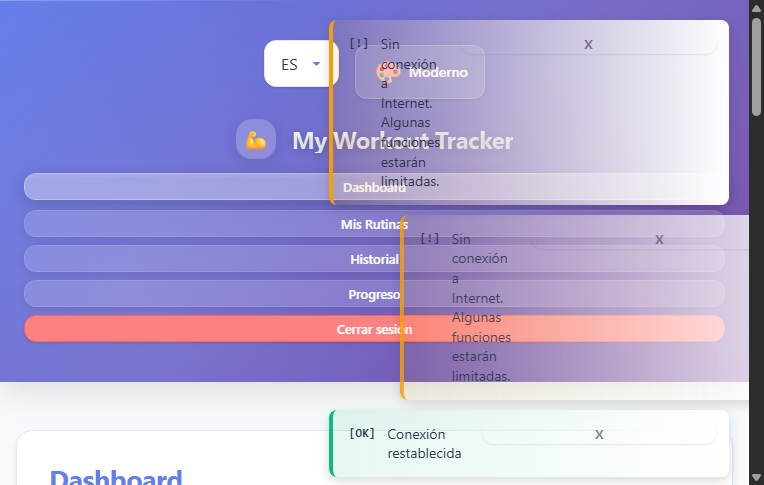 ES
Moderno
My Workout Tracker
Dashboard
Mis Rutinas
Historial
Progreso
Cerrar sesión
[!] Sin
conexión
a
Internet.
Algunas
funciones
estarán
limitadas.
X
[!] Sin
conexión
a
Internet.
Algunas
funciones
estarán
limitadas.
X
[OK] Conexión
restablecida
X
Dashboard